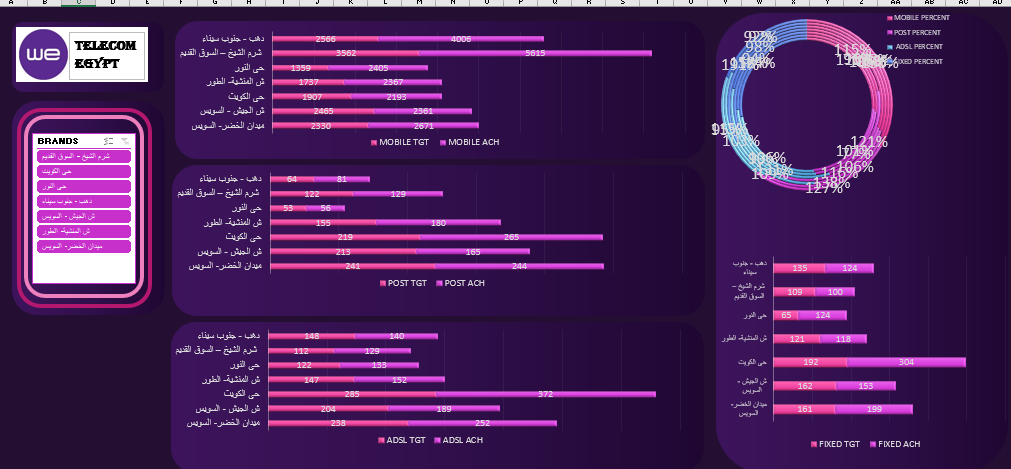 A B C D E F G H I J K L M N O P Q R S T U V W X Y Z AA AB AC AD
we
TELECOM
EGYPT
BRANDS
شرم الشيخ - السوق القديم
حى الكويت
حى النور
دهب - جنوب سيناء
ش الجيش - السويس
ش المنشية- الطور
ميدان الخضر- السويس
دهب - جنوب سيناء 2566 4006
شرم الشيخ – السوق القديم 3562 5615
حى النور 1359 2405
ش المنشية- الطور 1737 2367
حى الكويت 1907 2193
ش الجيش - السويس 2465 2361
ميدان الخضر- السويس 2330 2671
MOBILE TGT MOBILE ACH
دهب - جنوب سيناء 64 81
شرم الشيخ – السوق القديم 122 129
حى النور 53 56
ش المنشية- الطور 155 180
حى الكويت 219 265
ش الجيش - السويس 213 165
ميدان الخضر- السويس 241 244
POST TGT POST ACH
دهب - جنوب سيناء 148 140
شرم الشيخ – السوق القديم 112 129
حى النور 122 133
ش المنشية- الطور 147 152
حى الكويت 285 372
ش الجيش - السويس 204 189
ميدان الخضر- السويس 238 252
ADSL TGT ADSL ACH
MOBILE PERCENT
POST PERCENT
ADSL PERCENT
FIXED PERCENT
92%
98%
115%
121%
106%
116%
138%
127%
دهب - جنوب
سيناء 135 124
شرم الشيخ –
السوق القديم 109 100
حى النور 65 124
ش المنشية- الطور 121 118
حى الكويت 192 304
ش الجيش -
السويس 162 153
ميدان الخضر-
السويس 161 199
FIXED TGT FIXED ACH